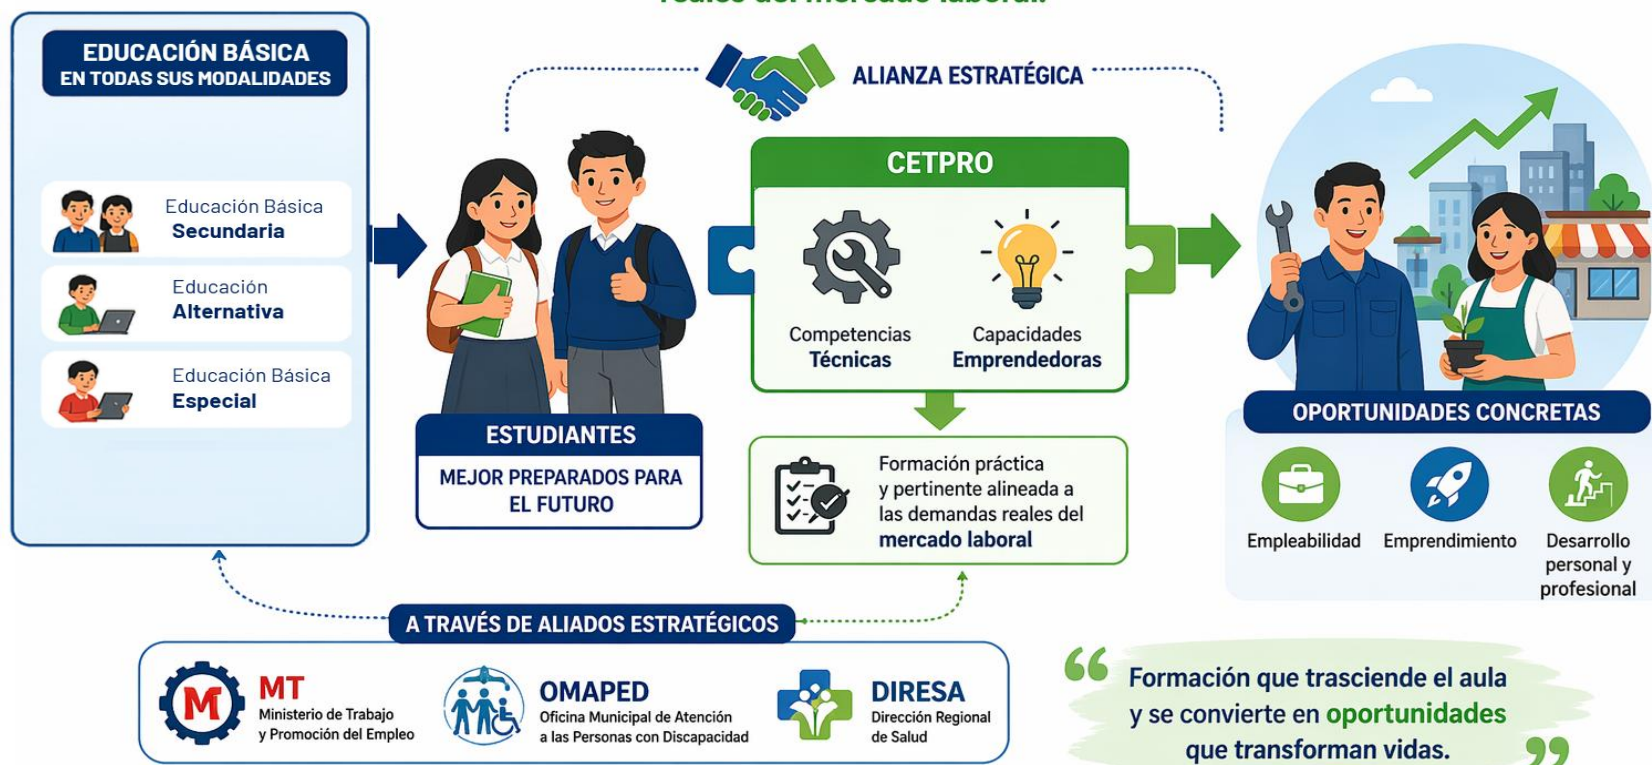 reales del mercado laboral.
EDUCACIÓN BÁSICA
EN TODAS SUS MODALIDADES
Educación Básica
Secundaria
Educación
Alternativa
Educación Básica
Especial
ALIANZA ESTRATÉGICA
ESTUDIANTES
MEJOR PREPARADOS PARA
EL FUTURO
CETPRO
Competencias
Técnicas
Capacidades
Emprendedoras
Formación práctica
y pertinente alineada a
las demandas reales del
mercado laboral
OPORTUNIDADES CONCRETAS
Empleabilidad
Emprendimiento
Desarrollo
personal y
profesional
A TRAVÉS DE ALIADOS ESTRATÉGICOS
M
MT
Ministerio de Trabajo
y Promoción del Empleo
OMAPED
Oficina Municipal de Atención
a las Personas con Discapacidad
DIRESA
Dirección Regional
de Salud
“Formación que trasciende el aula
y se convierte en oportunidades
que transforman vidas.”